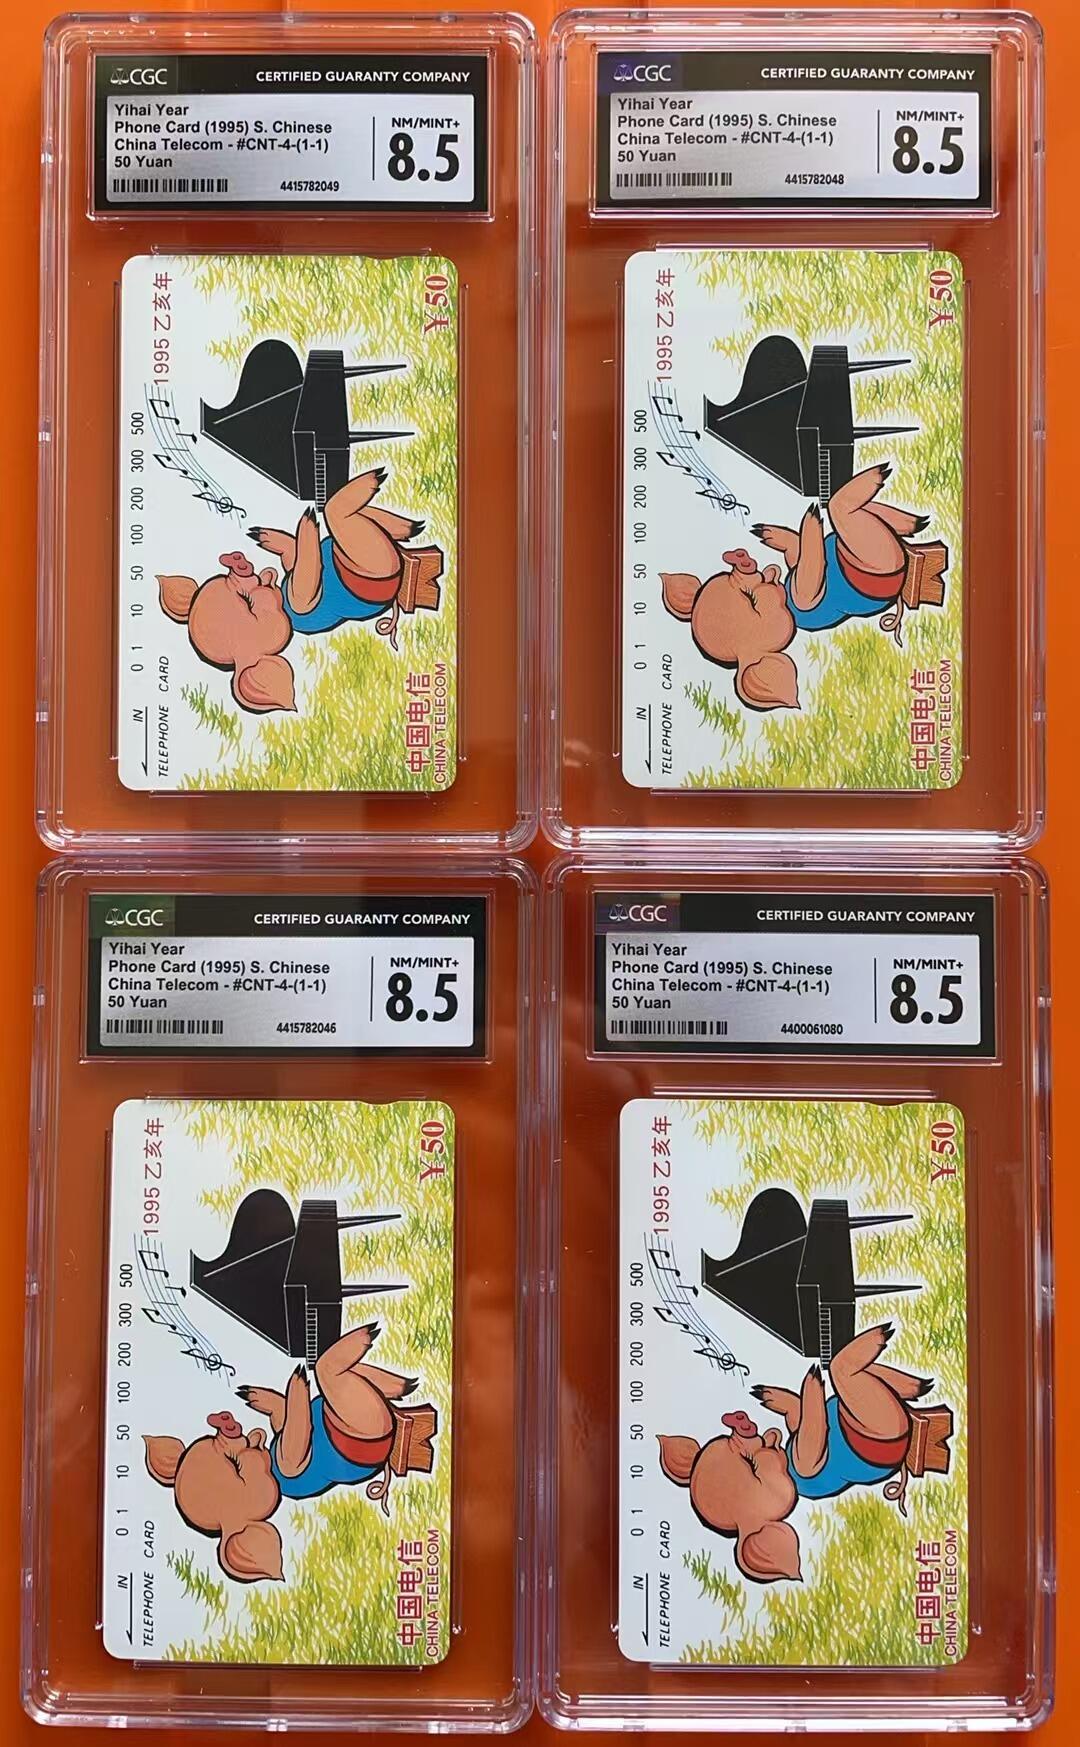 CGC
CERTIFIED GUARANTY COMPANY
Yihai Year
Phone Card (1995) S. Chinese
China Telecom - #CNT-4-(1-1)
50 Yuan
NM/MINT+
8.5
4415782049
1995 乙亥年
¥50
0 1 10 50 100 200 300 500
IN
TELEPHONE CARD
中国电信
CHINA TELECOM
CGC
CERTIFIED GUARANTY COMPANY
Yihai Year
Phone Card (1995) S. Chinese
China Telecom - #CNT-4-(1-1)
50 Yuan
NM/MINT+
8.5
4415782048
1995 乙亥年
¥50
0 1 10 50 100 200 300 500
IN
TELEPHONE CARD
中国电信
CHINA TELECOM
CGC
CERTIFIED GUARANTY COMPANY
Yihai Year
Phone Card (1995) S. Chinese
China Telecom - #CNT-4-(1-1)
50 Yuan
NM/MINT+
8.5
4415782046
1995 乙亥年
¥50
0 1 10 50 100 200 300 500
IN
TELEPHONE CARD
中国电信
CHINA TELECOM
CGC
CERTIFIED GUARANTY COMPANY
Yihai Year
Phone Card (1995) S. Chinese
China Telecom - #CNT-4-(1-1)
50 Yuan
NM/MINT+
8.5
4400061080
1995 乙亥年
¥50
0 1 10 50 100 200 300 500
IN
TELEPHONE CARD
中国电信
CHINA TELECOM